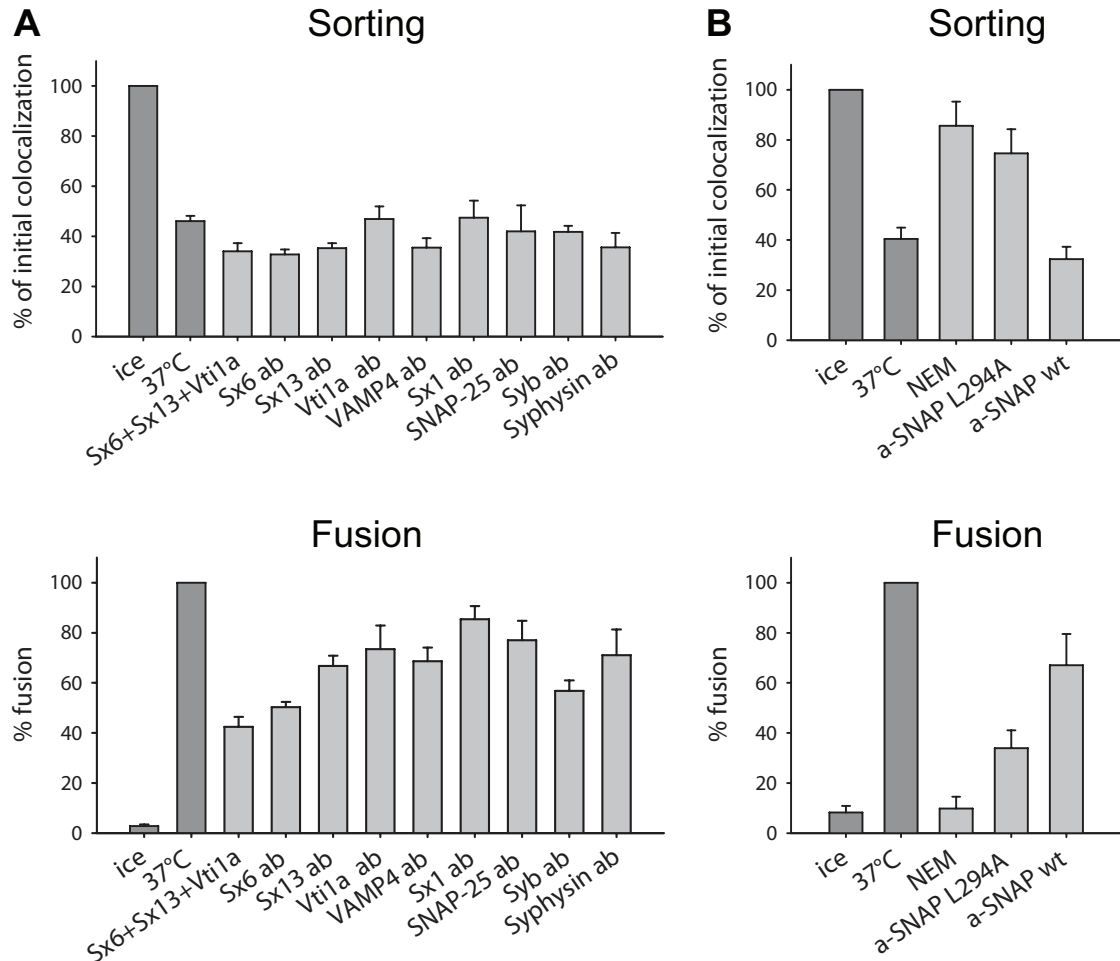 A
Sorting
% of initial colocalization
100
80
60
40
20
0
ice
37°C
Sx6+Sx13+Vti1a
Sx6 ab
Sx13 ab
Vti1a ab
VAMP4 ab
Sx1 ab
SNAP-25 ab
Syb ab
Syphysin ab
B
Sorting
% of initial colocalization
100
80
60
40
20
0
ice
37°C
NEM
a-SNAP L294A
a-SNAP wt
Fusion
% fusion
100
80
60
40
20
0
ice
37°C
Sx6+Sx13+Vti1a
Sx6 ab
Sx13 ab
Vti1a ab
VAMP4 ab
Sx1 ab
SNAP-25 ab
Syb ab
Syphysin ab
Fusion
% fusion
100
80
60
40
20
0
ice
37°C
NEM
a-SNAP L294A
a-SNAP wt